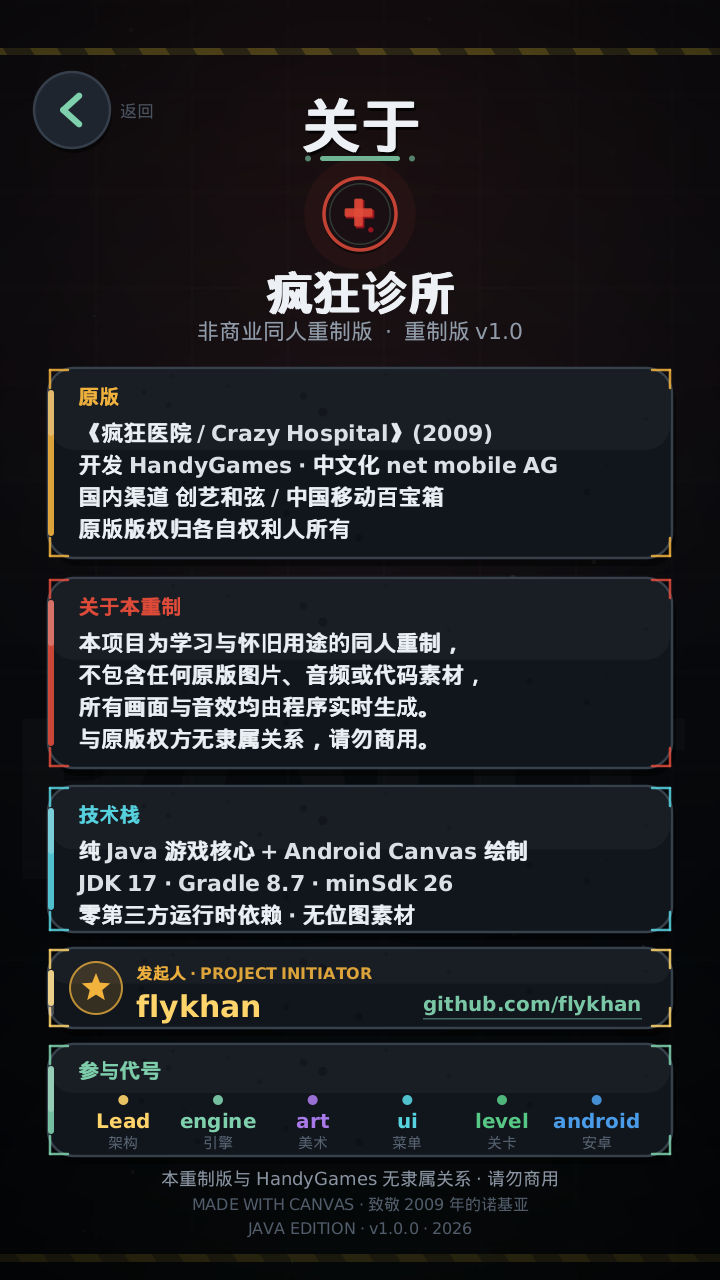 返回
关于
疯狂诊所
非商业同人重制版 · 重制版 v1.0
原版
《疯狂医院 / Crazy Hospital》(2009)
开发 HandyGames · 中文化 net mobile AG
国内渠道 创艺和弦 / 中国移动百宝箱
原版版权归各自权利人所有
关于本重制
本项目为学习与怀旧用途的同人重制，
不包含任何原版图片、音频或代码素材，
所有画面与音效均由程序实时生成。
与原版权方无隶属关系，请勿商用。
技术栈
纯 Java 游戏核心 + Android Canvas 绘制
JDK 17 · Gradle 8.7 · minSdk 26
零第三方运行时依赖 · 无位图素材
发起人 · PROJECT INITIATOR
flykhan github.com/flykhan
参与代号
Lead engine art ui level android
架构 引擎 美术 菜单 关卡 安卓
本重制版与 HandyGames 无隶属关系 · 请勿商用
MADE WITH CANVAS · 致敬 2009 年的诺基亚
JAVA EDITION · v1.0.0 · 2026